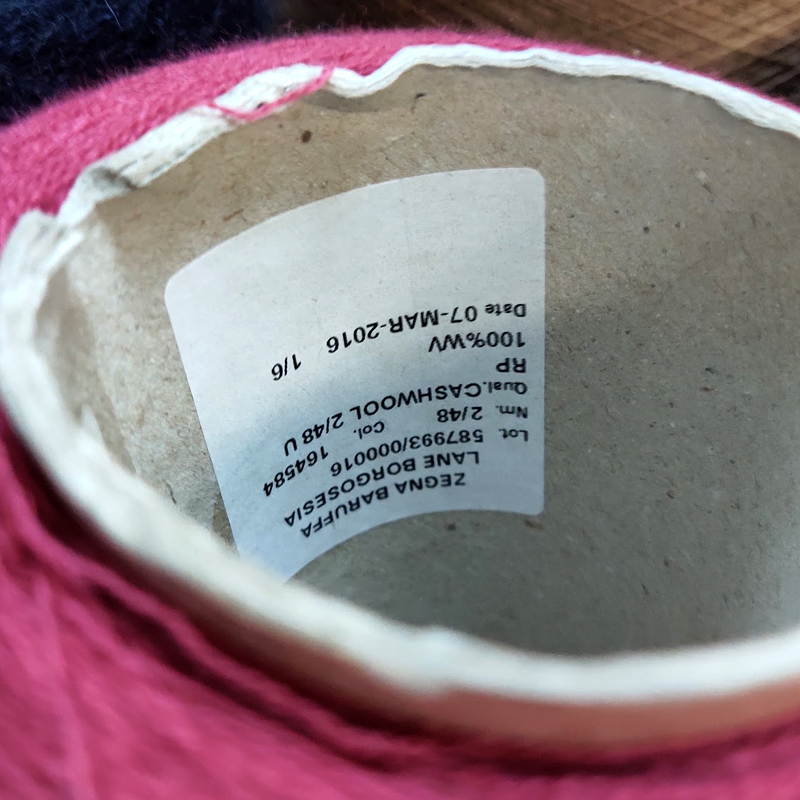 ZEGNA BARUFFA
LANE BORGOSESIA
Lot. 587993/000016
Nm. 2/48 Col. 164584
Qual.CASHWOOL 2/48 U
RP
100%WV
Date 07-MAR-2016 1/6